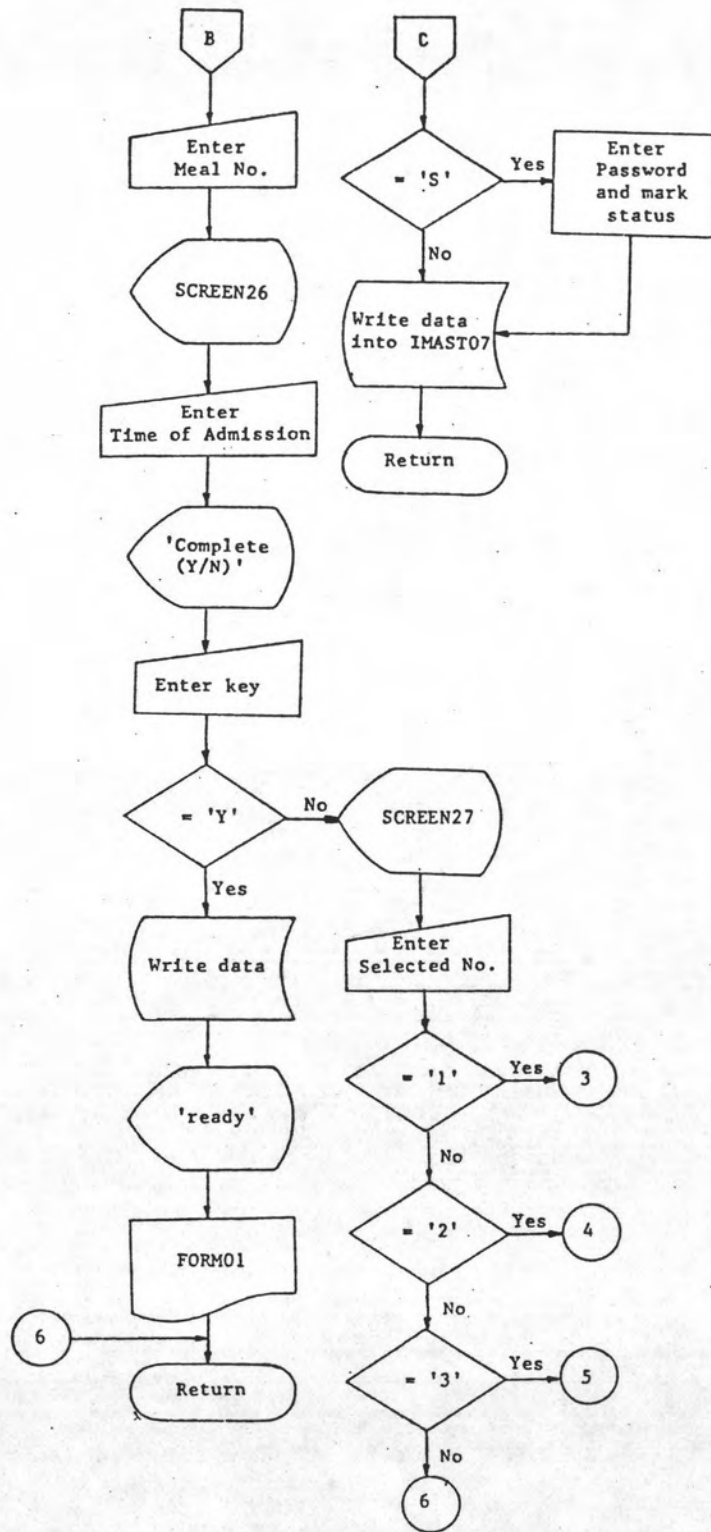 B
Enter
Meal No.
SCREEN26
Enter
Time of Admission
'Complete
(Y/N)'
Enter key
= 'Y'
No
Yes
Write data
'ready'
FORM01
6
Return
C
= 'S'
Yes
Enter
Password
and mark
status
No
Write data
into IMAST07
Return
SCREEN27
Enter
Selected No.
= '1'
Yes
3
No
= '2'
Yes
4
No
= '3'
Yes
5
No
6